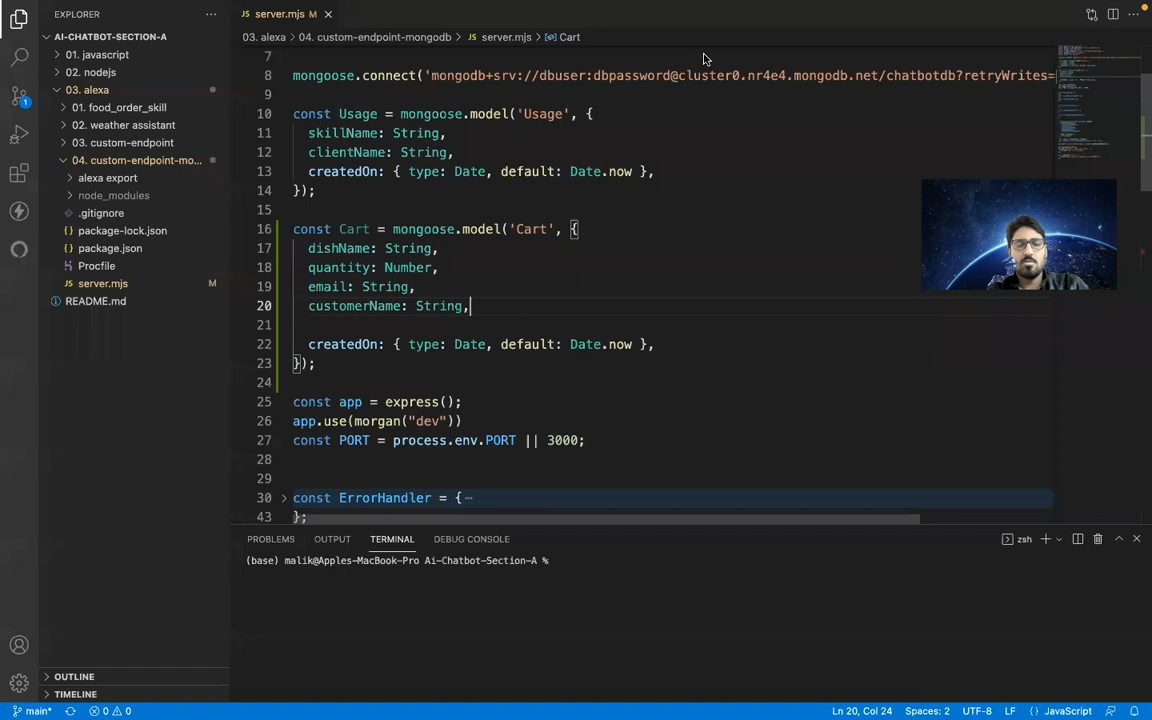 EXPLORER
server.mjs M
AI-CHATBOT-SECTION-A
01. javascript
02. nodejs
03. alexa
01. food_order_skill
02. weather assistant
03. custom-endpoint
04. custom-endpoint-mo...
alexa export
node_modules
.gitignore
package-lock.json
package.json
Procfile
server.mjs M
README.md
OUTLINE
TIMELINE
03. alexa > 04. custom-endpoint-mongodb > server.mjs > Cart
7
8 mongoose.connect('mongodb+srv://dbuser:dbpassword@cluster0.nr4e4.mongodb.net/chatbotdb?retryWrites=
9
10 const Usage = mongoose.model('Usage', {
11 skillName: String,
12 clientName: String,
13 createdOn: { type: Date, default: Date.now },
14 });
15
16 const Cart = mongoose.model('Cart', {
17 dishName: String,
18 quantity: Number,
19 email: String,
20 customerName: String,
21
22 createdOn: { type: Date, default: Date.now },
23 });
24
25 const app = express();
26 app.use(morgan("dev"))
27 const PORT = process.env.PORT || 3000;
28
29
30 const ErrorHandler = {
43 };
PROBLEMS OUTPUT TERMINAL DEBUG CONSOLE zsh
(base) malik@Apples-MacBook-Pro Ai-Chatbot-Section-A %
1
main* 0 0 Ln 20, Col 24 Spaces: 2 UTF-8 LF {} JavaScript